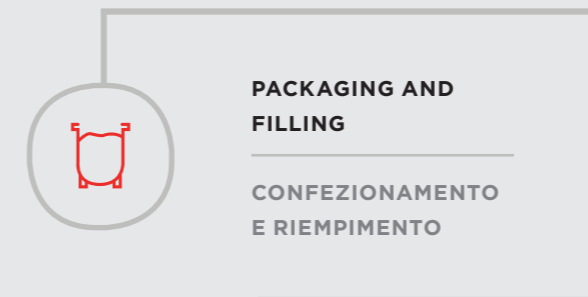 PACKAGING AND
FILLING
CONFEZIONAMENTO
E RIEMPIMENTO